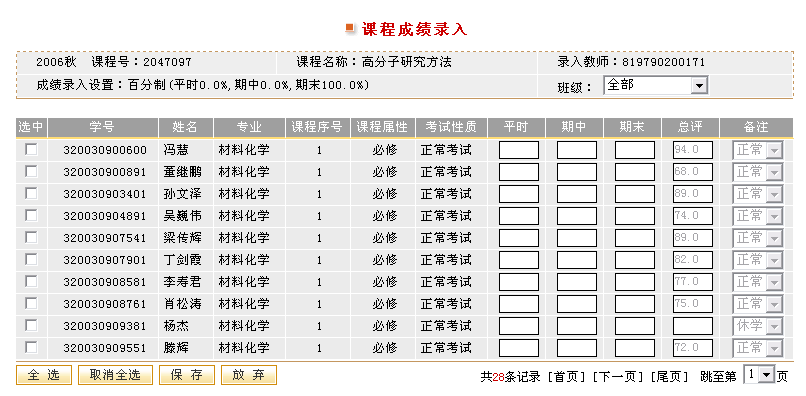 课程成绩录入
2006秋 课程号：2047097 课程名称：高分子研究方法 录入教师：819790200171
成绩录入设置：百分制(平时0.0%,期中0.0%,期末100.0%) 班级： 全部
选中 学号 姓名 专业 课程序号 课程属性 考试性质 平时 期中 期末 总评 备注
320030900600 冯慧 材料化学 1 必修 正常考试 94.0 正常
320030900891 董继鹏 材料化学 1 必修 正常考试 68.0 正常
320030903401 孙文泽 材料化学 1 必修 正常考试 89.0 正常
320030904891 吴巍伟 材料化学 1 必修 正常考试 74.0 正常
320030907541 梁传辉 材料化学 1 必修 正常考试 89.0 正常
320030907901 丁剑霞 材料化学 1 必修 正常考试 82.0 正常
320030908581 李寿君 材料化学 1 必修 正常考试 77.0 正常
320030908761 肖松涛 材料化学 1 必修 正常考试 75.0 正常
320030909381 杨杰 材料化学 1 必修 正常考试 休学
320030909551 滕辉 材料化学 1 必修 正常考试 72.0 正常
全 选 取消全选 保 存 放 弃 共28条记录 [首页] [下一页] [尾页] 跳至第 1 页